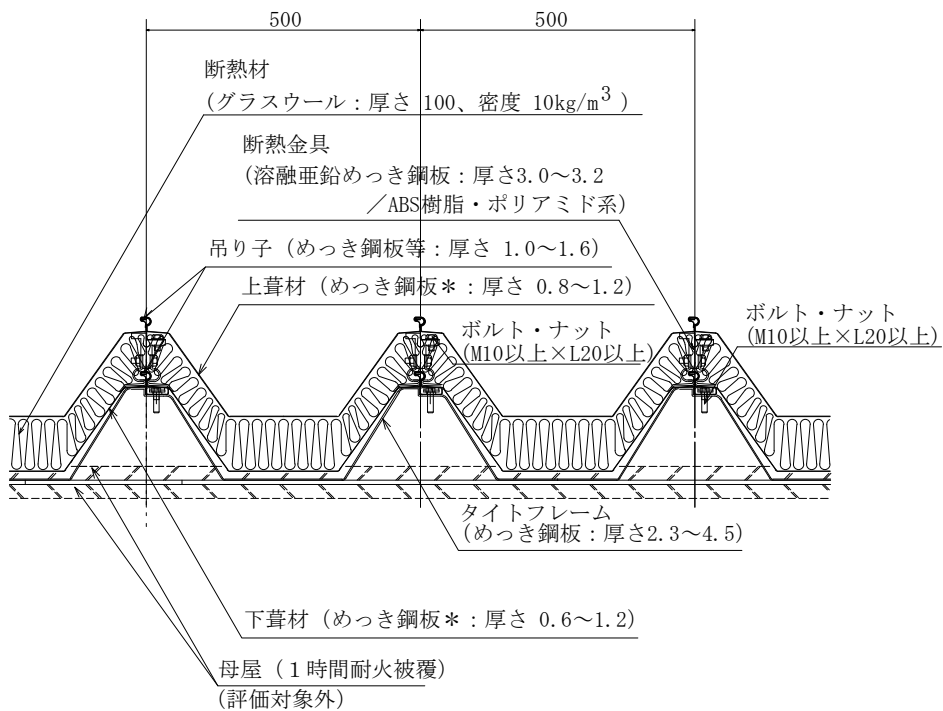 500
500
断熱材
(グラスウール：厚さ 100、密度 10kg/m³ )
断熱金具
(溶融亜鉛めっき鋼板：厚さ3.0〜3.2
／ABS樹脂・ポリアミド系)
吊り子（めっき鋼板等：厚さ 1.0〜1.6）
上葺材（めっき鋼板＊：厚さ 0.8〜1.2）
ボルト・ナット
(M10以上×L20以上)
ボルト・ナット
(M10以上×L20以上)
タイトフレーム
(めっき鋼板：厚さ2.3〜4.5)
下葺材（めっき鋼板＊：厚さ 0.6〜1.2）
母屋（１時間耐火被覆）
(評価対象外)